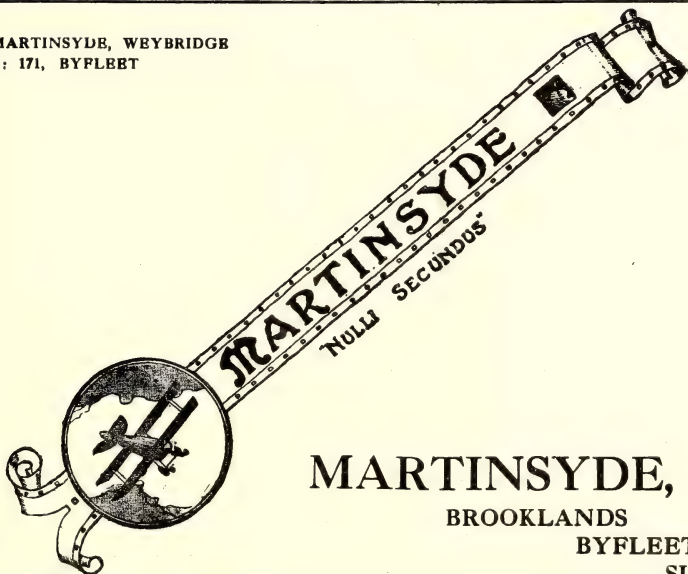 MARTINSYDE, WEYBRIDGE
: 171, BYFLEET
MARTINSYDE
"NULLI SECUNDUS"
MARTINSYDE,
BROOKLANDS
BYFLEET